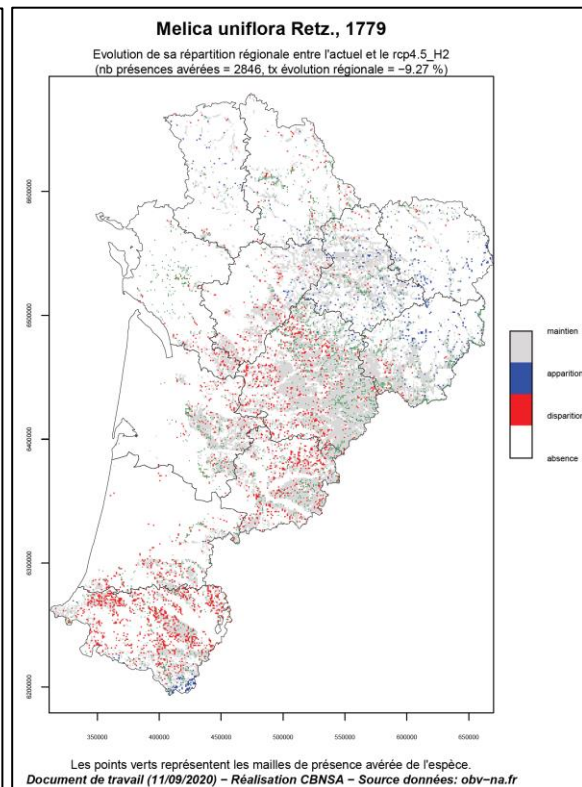 Melica uniflora Retz., 1779
Evolution de sa répartition régionale entre l'actuel et le rcp4.5_H2
(nb présences avérées = 2846, tx évolution régionale = −9.27 %)
6600000
6500000
6400000
6300000
6200000
maintien
apparition
disparition
absence
350000 400000 450000 500000 550000 600000 650000
Les points verts représentent les mailles de présence avérée de l'espèce.
Document de travail (11/09/2020) − Réalisation CBNSA − Source données: obv−na.fr